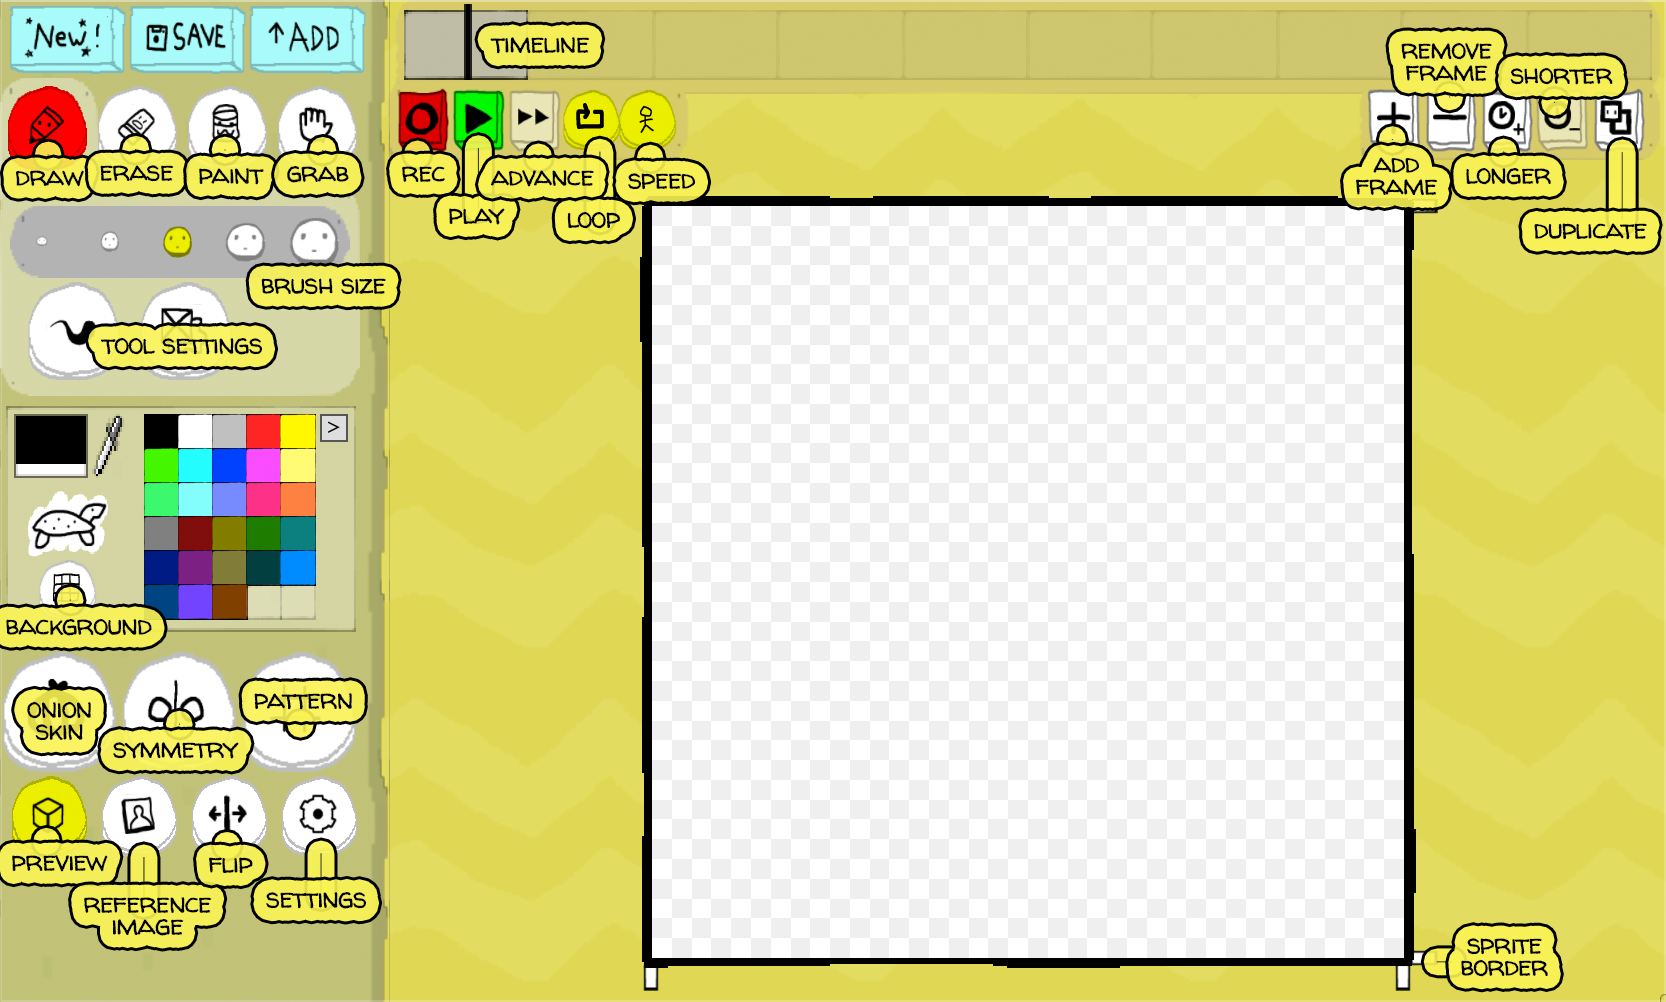 New!
SAVE
↑ADD
TIMELINE
REMOVE
FRAME
SHORTER
DRAW
ERASE
PAINT
GRAB
REC
ADVANCE
SPEED
PLAY
LOOP
ADD
FRAME
LONGER
DUPLICATE
BRUSH SIZE
TOOL SETTINGS
>
BACKGROUND
ONION
SKIN
SYMMETRY
PATTERN
PREVIEW
REFERENCE
IMAGE
FLIP
SETTINGS
SPRITE
BORDER